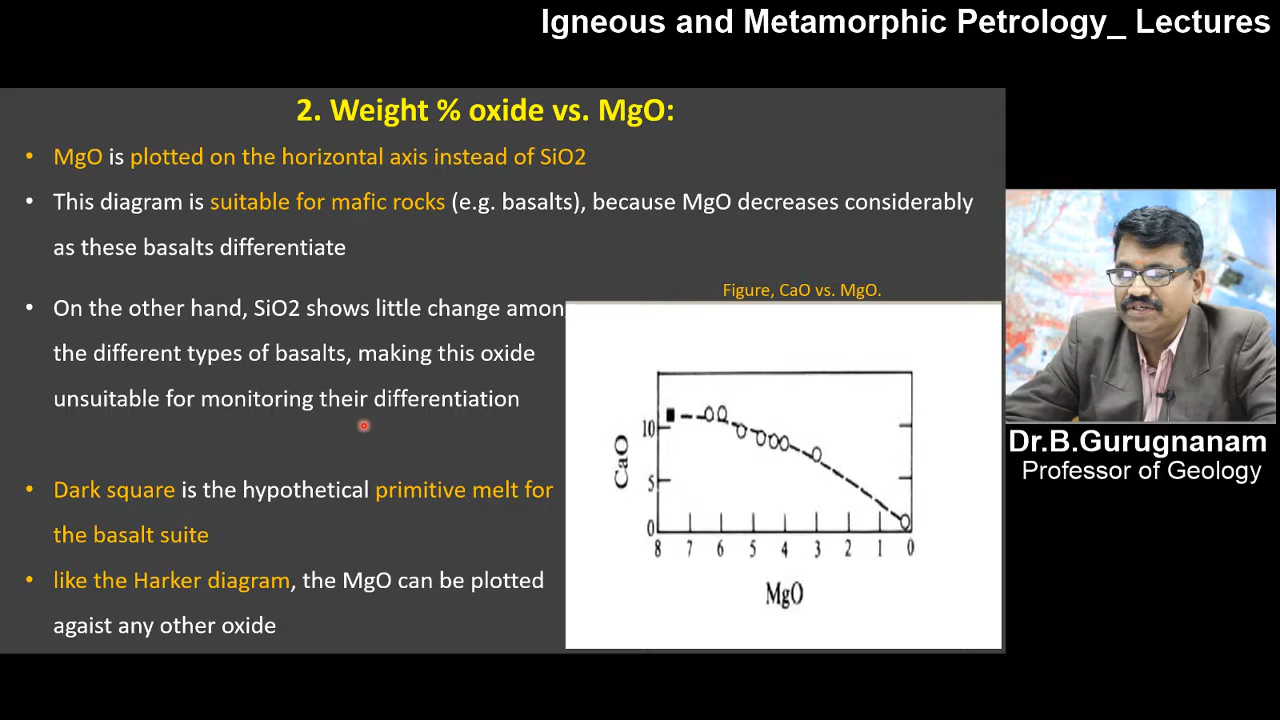 Igneous and Metamorphic Petrology_ Lectures
2. Weight % oxide vs. MgO:
• MgO is plotted on the horizontal axis instead of SiO2
• This diagram is suitable for mafic rocks (e.g. basalts), because MgO decreases considerably
as these basalts differentiate
• On the other hand, SiO2 shows little change amon
the different types of basalts, making this oxide
unsuitable for monitoring their differentiation
• Dark square is the hypothetical primitive melt for
the basalt suite
• like the Harker diagram, the MgO can be plotted
agaist any other oxide
Figure, CaO vs. MgO.
10
5
0
CaO
8 7 6 5 4 3 2 1 0
MgO
Dr.B.Gurugnanam
Professor of Geology